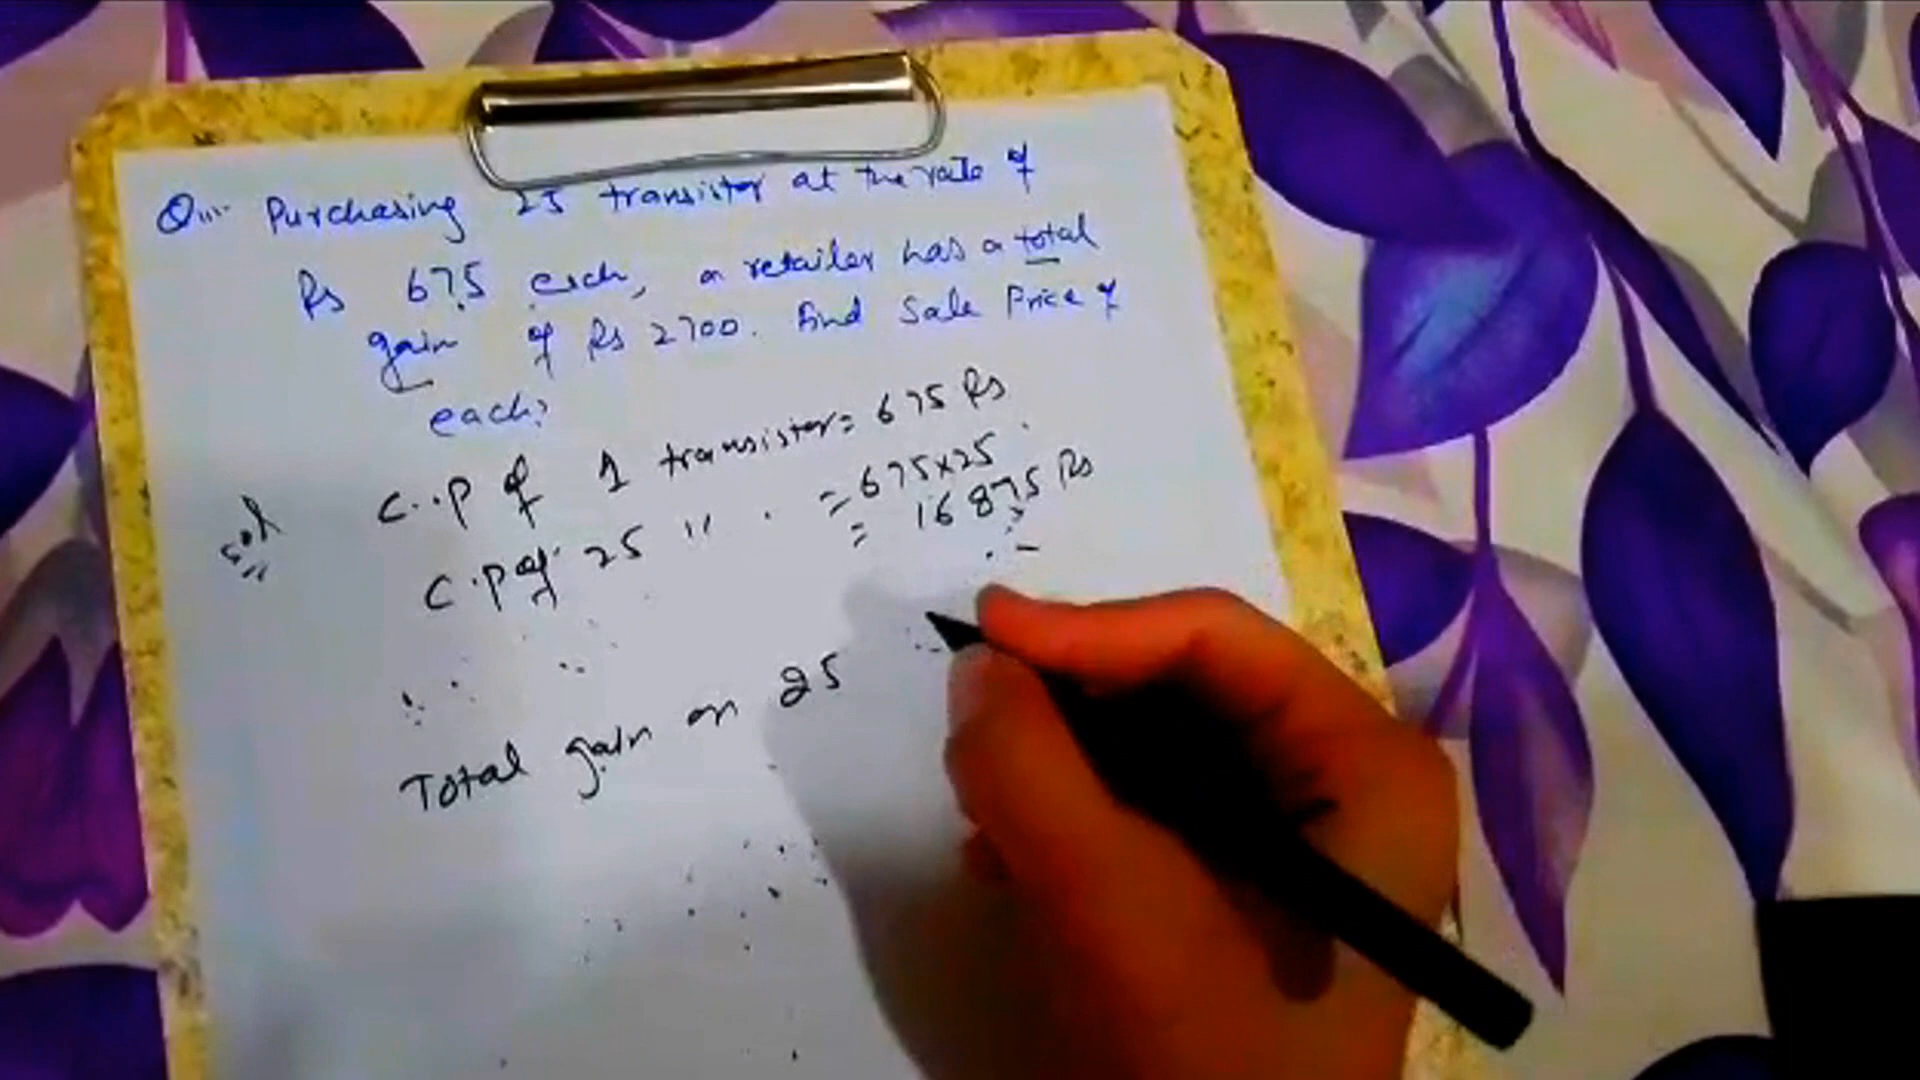 Q... Purchasing 25 transistor at the rate of
Rs 675 each, a retailer has a total
gain of Rs 2700. find Sale Price of
each?
sol C.P of 1 transistor = 675 Rs
C.P of 25 " = 675x25
= 16875 Rs
Total gain on 25